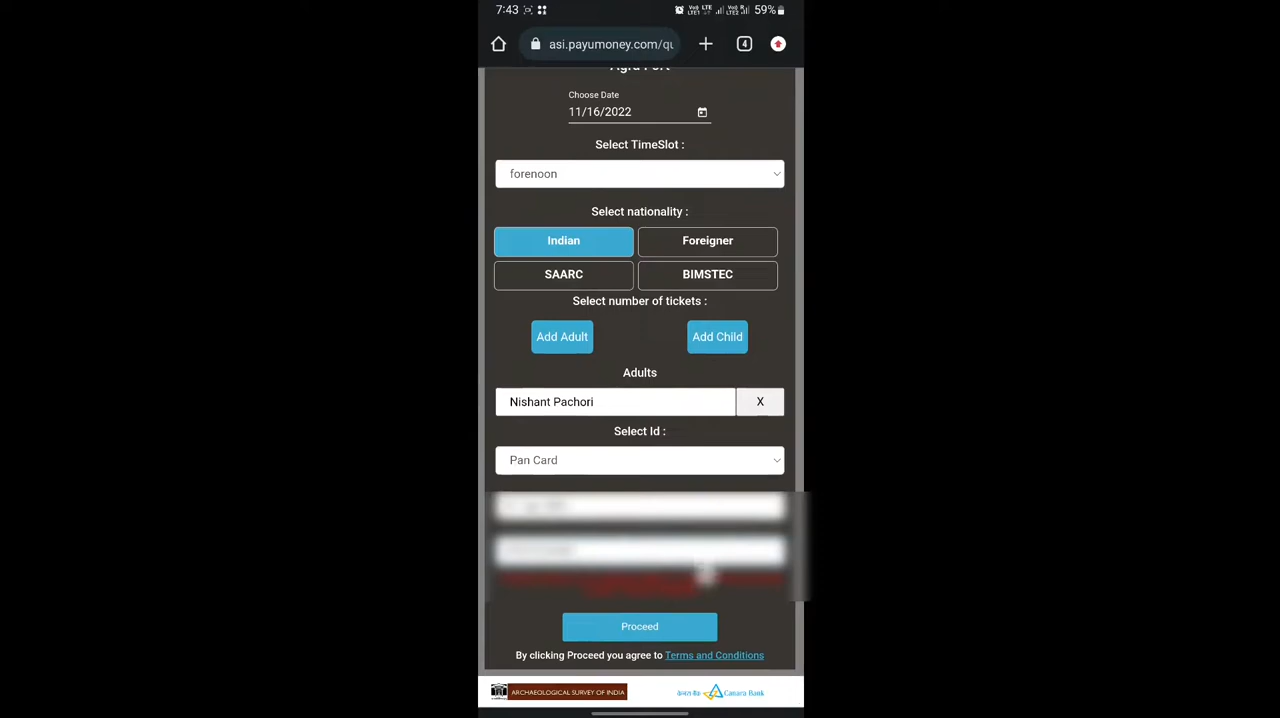 7:43
59%
asi.payumoney.com/qu
4
Choose Date
11/16/2022
Select TimeSlot :
forenoon
Select nationality :
Indian
Foreigner
SAARC
BIMSTEC
Select number of tickets :
Add Adult
Add Child
Adults
Nishant Pachori
X
Select Id :
Pan Card
Proceed
By clicking Proceed you agree to Terms and Conditions
ARCHAEOLOGICAL SURVEY OF INDIA
Canara Bank